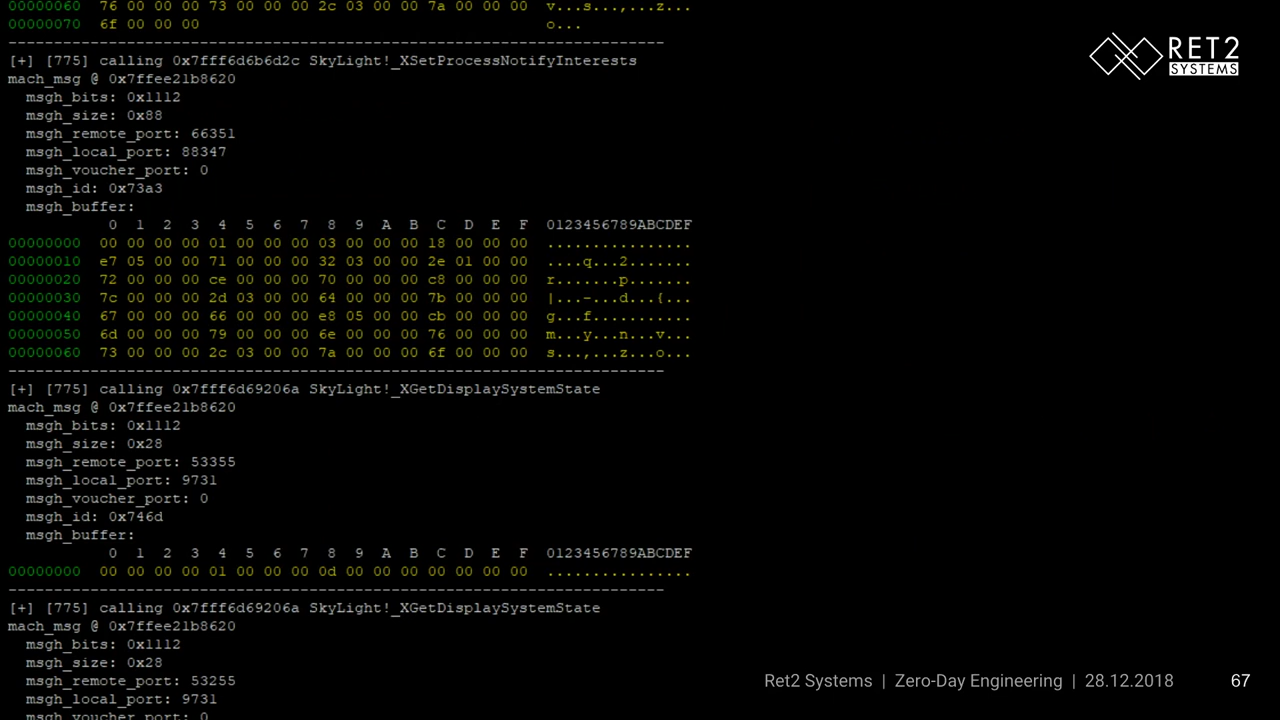 00000060  76 00 00 00 73 00 00 00 2c 03 00 00 7a 00 00 00  v...s...,...z...
00000070  6f 00 00 00  o...
------------------------------------------------------------------------
[+] [775] calling 0x7fff6d6b6d2c SkyLight!_XSetProcessNotifyInterests
mach_msg @ 0x7ffee21b8620
msgh_bits: 0x1112
msgh_size: 0x88
msgh_remote_port: 66351
msgh_local_port: 88347
msgh_voucher_port: 0
msgh_id: 0x73a3
msgh_buffer:
0 1 2 3 4 5 6 7 8 9 A B C D E F  0123456789ABCDEF
00000000  00 00 00 00 01 00 00 00 03 00 00 00 18 00 00 00  ................
00000010  e7 05 00 00 71 00 00 00 32 03 00 00 2e 01 00 00  ....q...2.......
00000020  72 00 00 00 ce 00 00 00 70 00 00 00 c8 00 00 00  r.......p.......
00000030  7c 00 00 00 2d 03 00 00 64 00 00 00 7b 00 00 00  |...-...d...{...
00000040  67 00 00 00 66 00 00 00 e8 05 00 00 cb 00 00 00  g...f...........
00000050  6d 00 00 00 79 00 00 00 6e 00 00 00 76 00 00 00  m...y...n...v...
00000060  73 00 00 00 2c 03 00 00 7a 00 00 00 6f 00 00 00  s...,...z...o...
------------------------------------------------------------------------
[+] [775] calling 0x7fff6d69206a SkyLight!_XGetDisplaySystemState
mach_msg @ 0x7ffee21b8620
msgh_bits: 0x1112
msgh_size: 0x28
msgh_remote_port: 53355
msgh_local_port: 9731
msgh_voucher_port: 0
msgh_id: 0x746d
msgh_buffer:
0 1 2 3 4 5 6 7 8 9 A B C D E F  0123456789ABCDEF
00000000  00 00 00 00 01 00 00 00 0d 00 00 00 00 00 00 00  ................
------------------------------------------------------------------------
[+] [775] calling 0x7fff6d69206a SkyLight!_XGetDisplaySystemState
mach_msg @ 0x7ffee21b8620
msgh_bits: 0x1112
msgh_size: 0x28
msgh_remote_port: 53255
msgh_local_port: 9731
msgh_voucher_port: 0
RET2
SYSTEMS
Ret2 Systems | Zero-Day Engineering | 28.12.2018 67